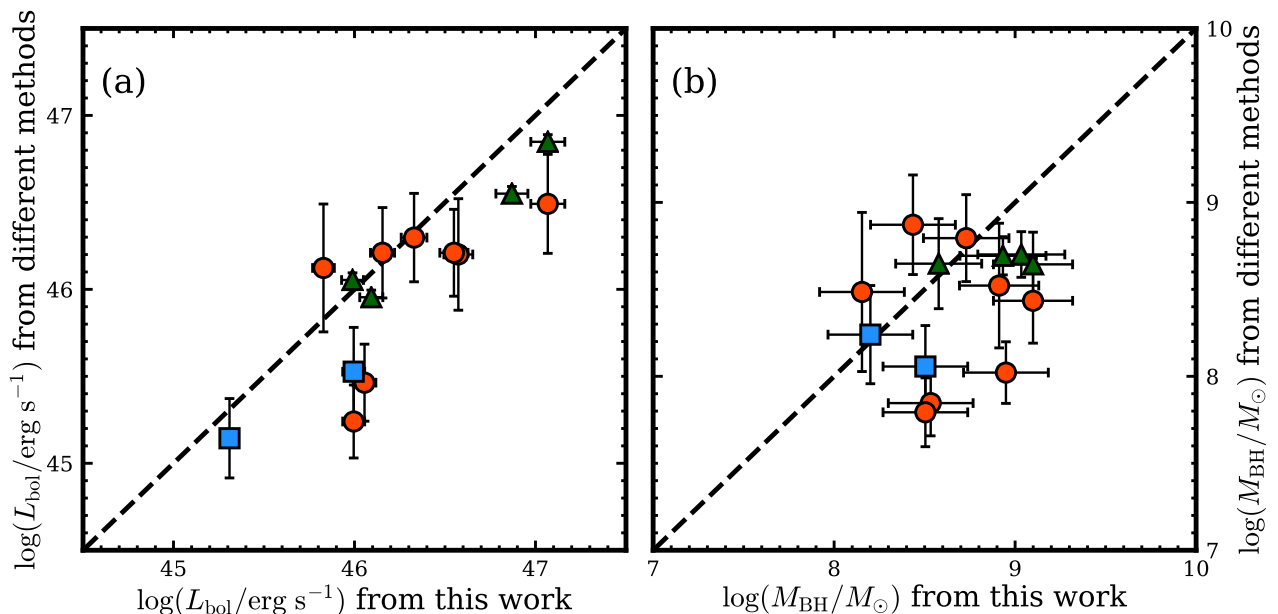 log(L_bol/erg s⁻¹) from different methods
(a)
47
46
45
45 46 47
log(L_bol/erg s⁻¹) from this work
(b)
10
9
8
7
7 8 9 10
log(M_BH/M_⊙) from this work
log(M_BH/M_⊙) from different methods